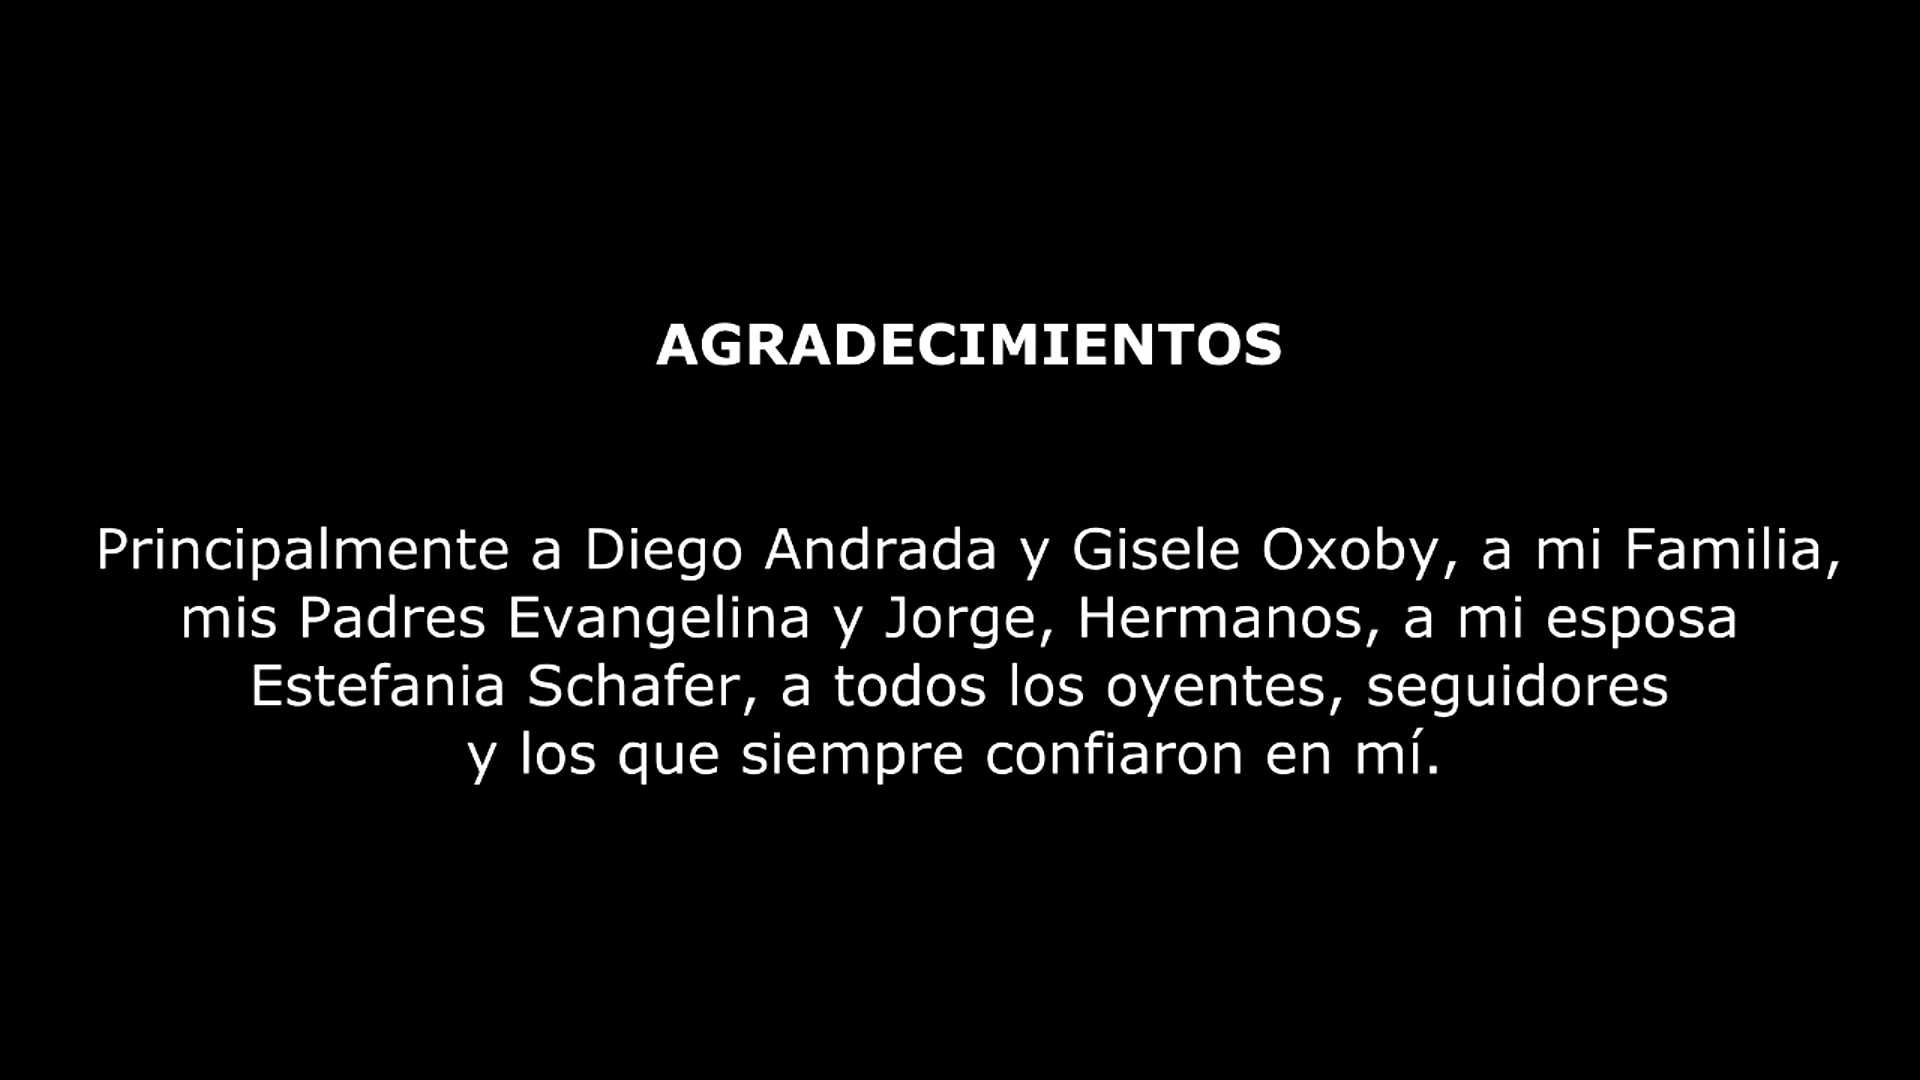 AGRADECIMIENTOS
Principalmente a Diego Andrada y Gisele Oxoby, a mi Familia,
mis Padres Evangelina y Jorge, Hermanos, a mi esposa
Estefania Schafer, a todos los oyentes, seguidores
y los que siempre confiaron en mí.